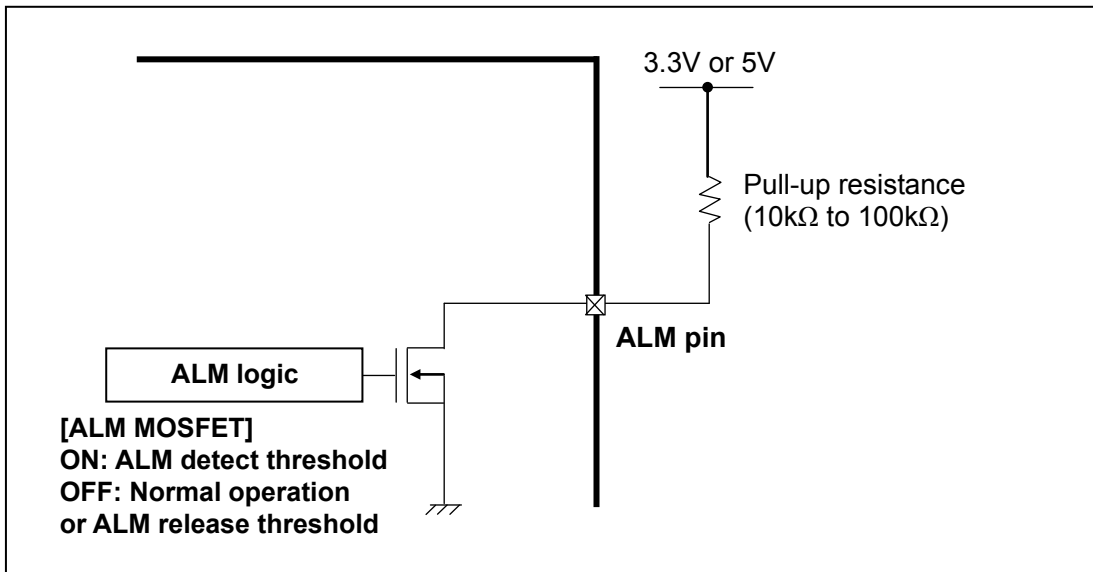 3.3V or 5V
Pull-up resistance
(10kΩ to 100kΩ)
ALM pin
ALM logic
[ALM MOSFET]
ON: ALM detect threshold
OFF: Normal operation
or ALM release threshold